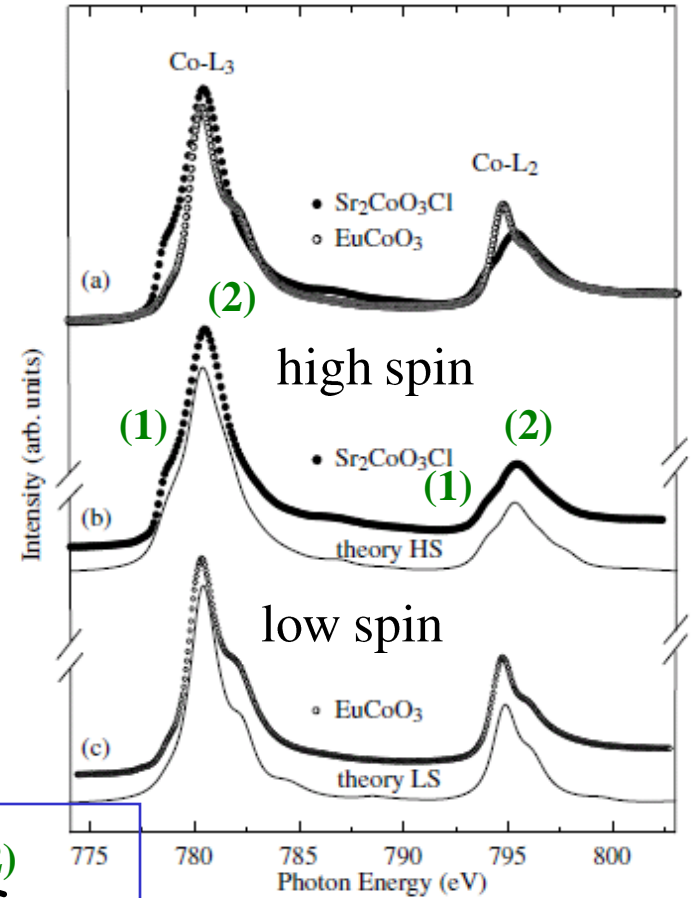 Co-L3
Co-L2
Sr2CoO3Cl
EuCoO3
(a)
(2)
high spin
(1)
(2)
Sr2CoO3Cl
(1)
(b)
theory HS
low spin
EuCoO3
(c)
theory LS
Intensity (arb. units)
775 780 785 790 795 800
Photon Energy (eV)